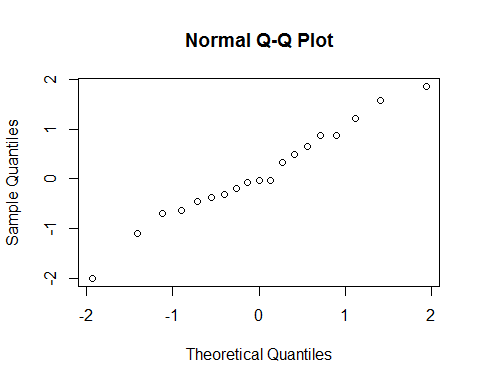 Normal Q-Q Plot
Sample Quantiles
2
1
0
-1
-2
-2 -1 0 1 2
Theoretical Quantiles